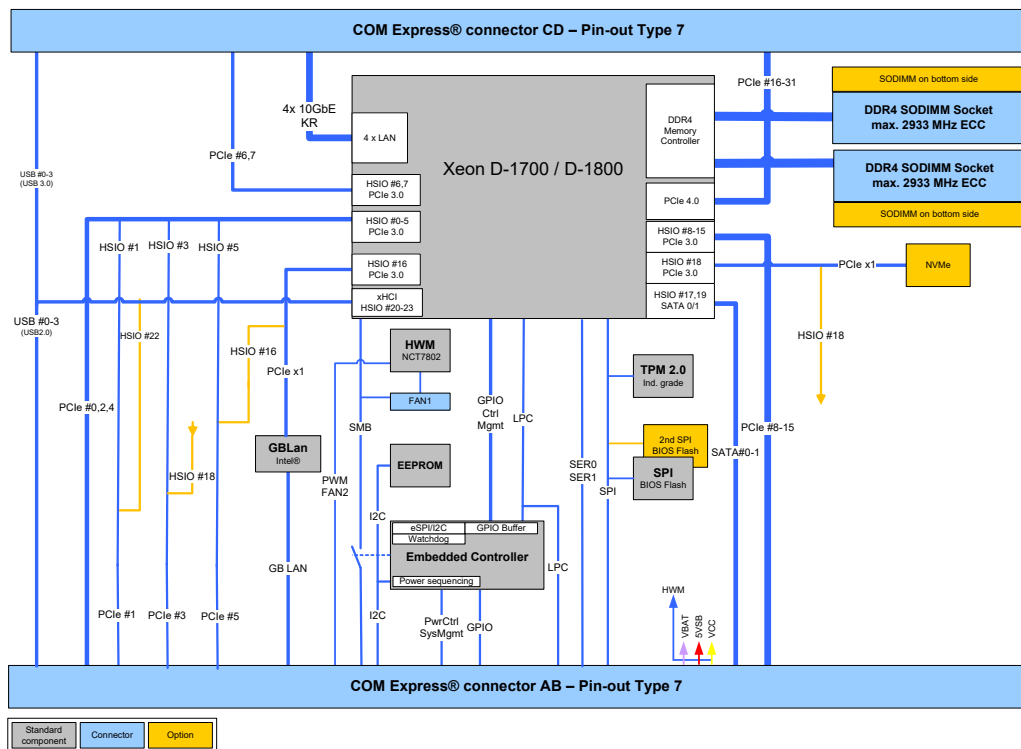 COM Express® connector CD – Pin-out Type 7
SODIMM on bottom side
DDR4 SODIMM Socket
max. 2933 MHz ECC
DDR4 SODIMM Socket
max. 2933 MHz ECC
SODIMM on bottom side
PCIe #16-31
4x 10GbE
KR
PCIe #6,7
USB #0-3
(USB 3.0)
4 x LAN
Xeon D-1700 / D-1800
DDR4
Memory
Controller
HSIO #6,7
PCIe 3.0
PCIe 4.0
HSIO #0-5
PCIe 3.0
HSIO #8-15
PCIe 3.0
HSIO #1
HSIO #3
HSIO #5
HSIO #16
PCIe 3.0
HSIO #18
PCIe 3.0
PCIe x1
NVMe
xHCI
HSIO #20-23
HSIO #17,19
SATA 0/1
USB #0-3
(USB2.0)
HSIO #22
HSIO #16
HSIO #18
HWM
NCT7802
FAN1
TPM 2.0
Ind. grade
PCIe x1
PCIe #0,2,4
GPIO
Ctrl
Mgmt
LPC
SMB
PCIe #8-15
2nd SPI
BIOS Flash
SPI
BIOS Flash
SATA#0-1
GBLan
Intel®
EEPROM
HSIO #18
PWM
FAN2
SER0
SER1
SPI
I2C
eSPI/I2C
GPIO Buffer
Watchdog
Embedded Controller
Power sequencing
GB LAN
LPC
PCIe #1
PCIe #3
PCIe #5
I2C
PwrCtrl
SysMgmt
GPIO
HWM
VBAT
5VSB
VCC
COM Express® connector AB – Pin-out Type 7
Standard
component
Connector
Option